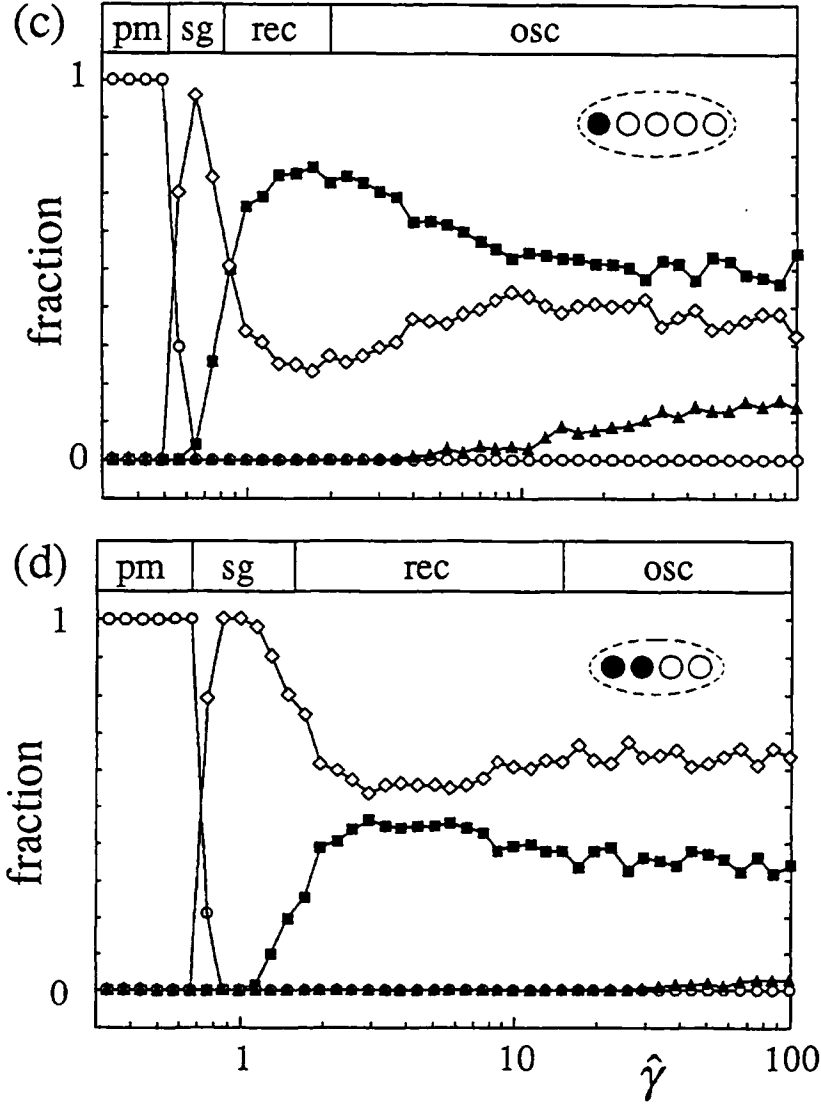 (c)
pm sg rec osc
1
fraction
0
(d)
pm sg rec osc
1
fraction
0
1 10 γ̂ 100